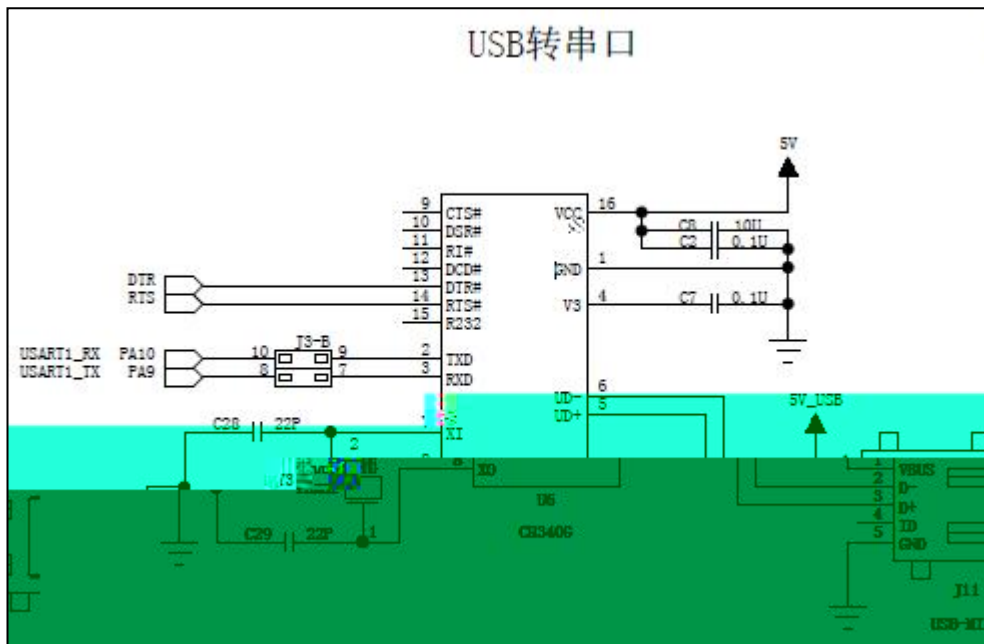 USB转串口
5V
9 CTS# VCC 16
10 DSR# C8 10U
11 RI# C2 0.1U
12 DCD# GND 1
DTR 13 DTR#
RTS 14 RTS# V3 4 C7 0.1U
15 R232
J3-B
USART1_RX PA10 10 9 2 TXD
USART1_TX PA9 8 7 3 RXD
UD- 6
UD+ 5
5V_USB
C28 22P XI
2
8 XO
1 VBUS
2 D-
3 D+
4 ID
5 GND
U6
CH340G
C29 22P 1
J11